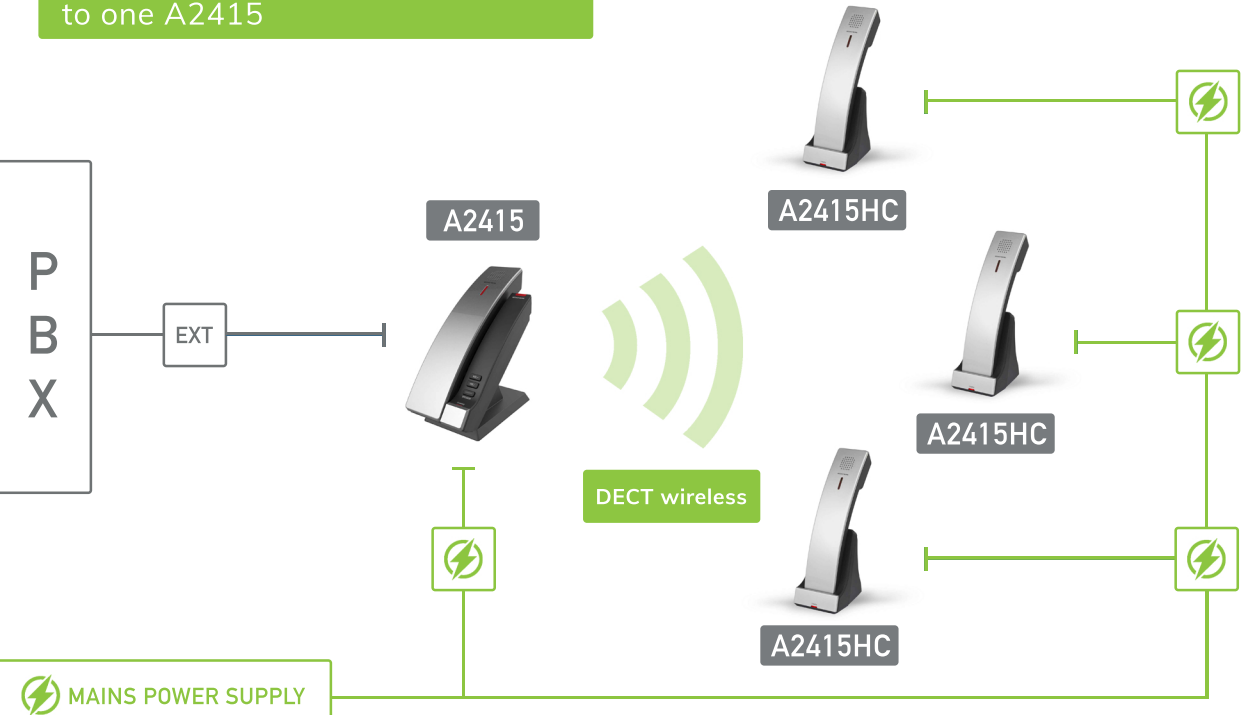 to one A2415
A2415HC
A2415
P
B
X
EXT
A2415HC
DECT wireless
A2415HC
MAINS POWER SUPPLY